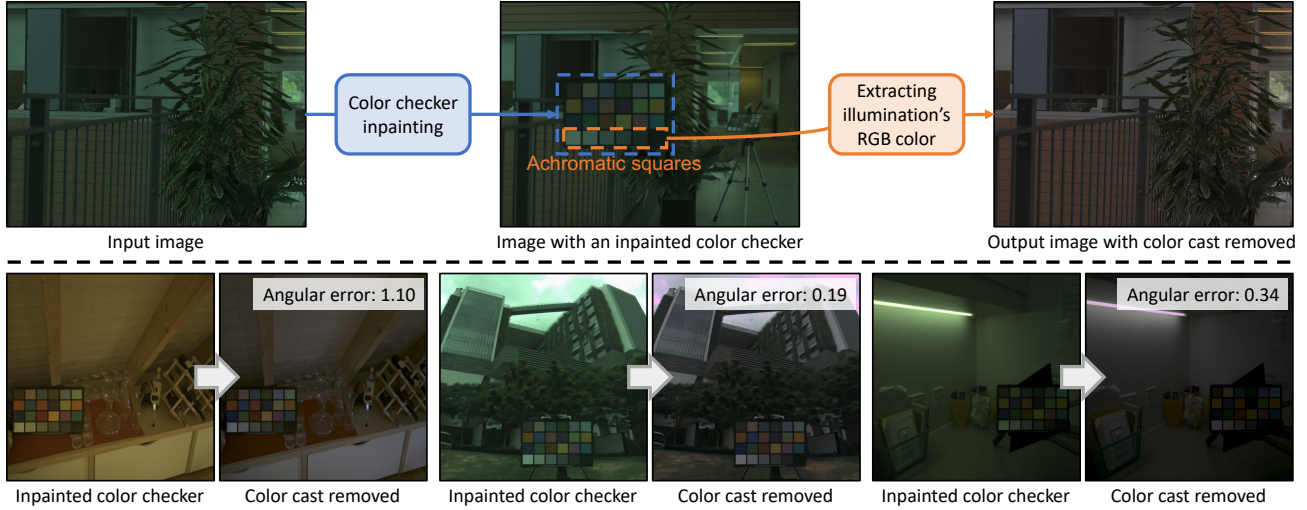 Color checker
inpainting
Extracting
illumination's
RGB color
Achromatic squares
Input image
Image with an inpainted color checker
Output image with color cast removed
Angular error: 1.10
Angular error: 0.19
Angular error: 0.34
Inpainted color checker
Color cast removed
Inpainted color checker
Color cast removed
Inpainted color checker
Color cast removed